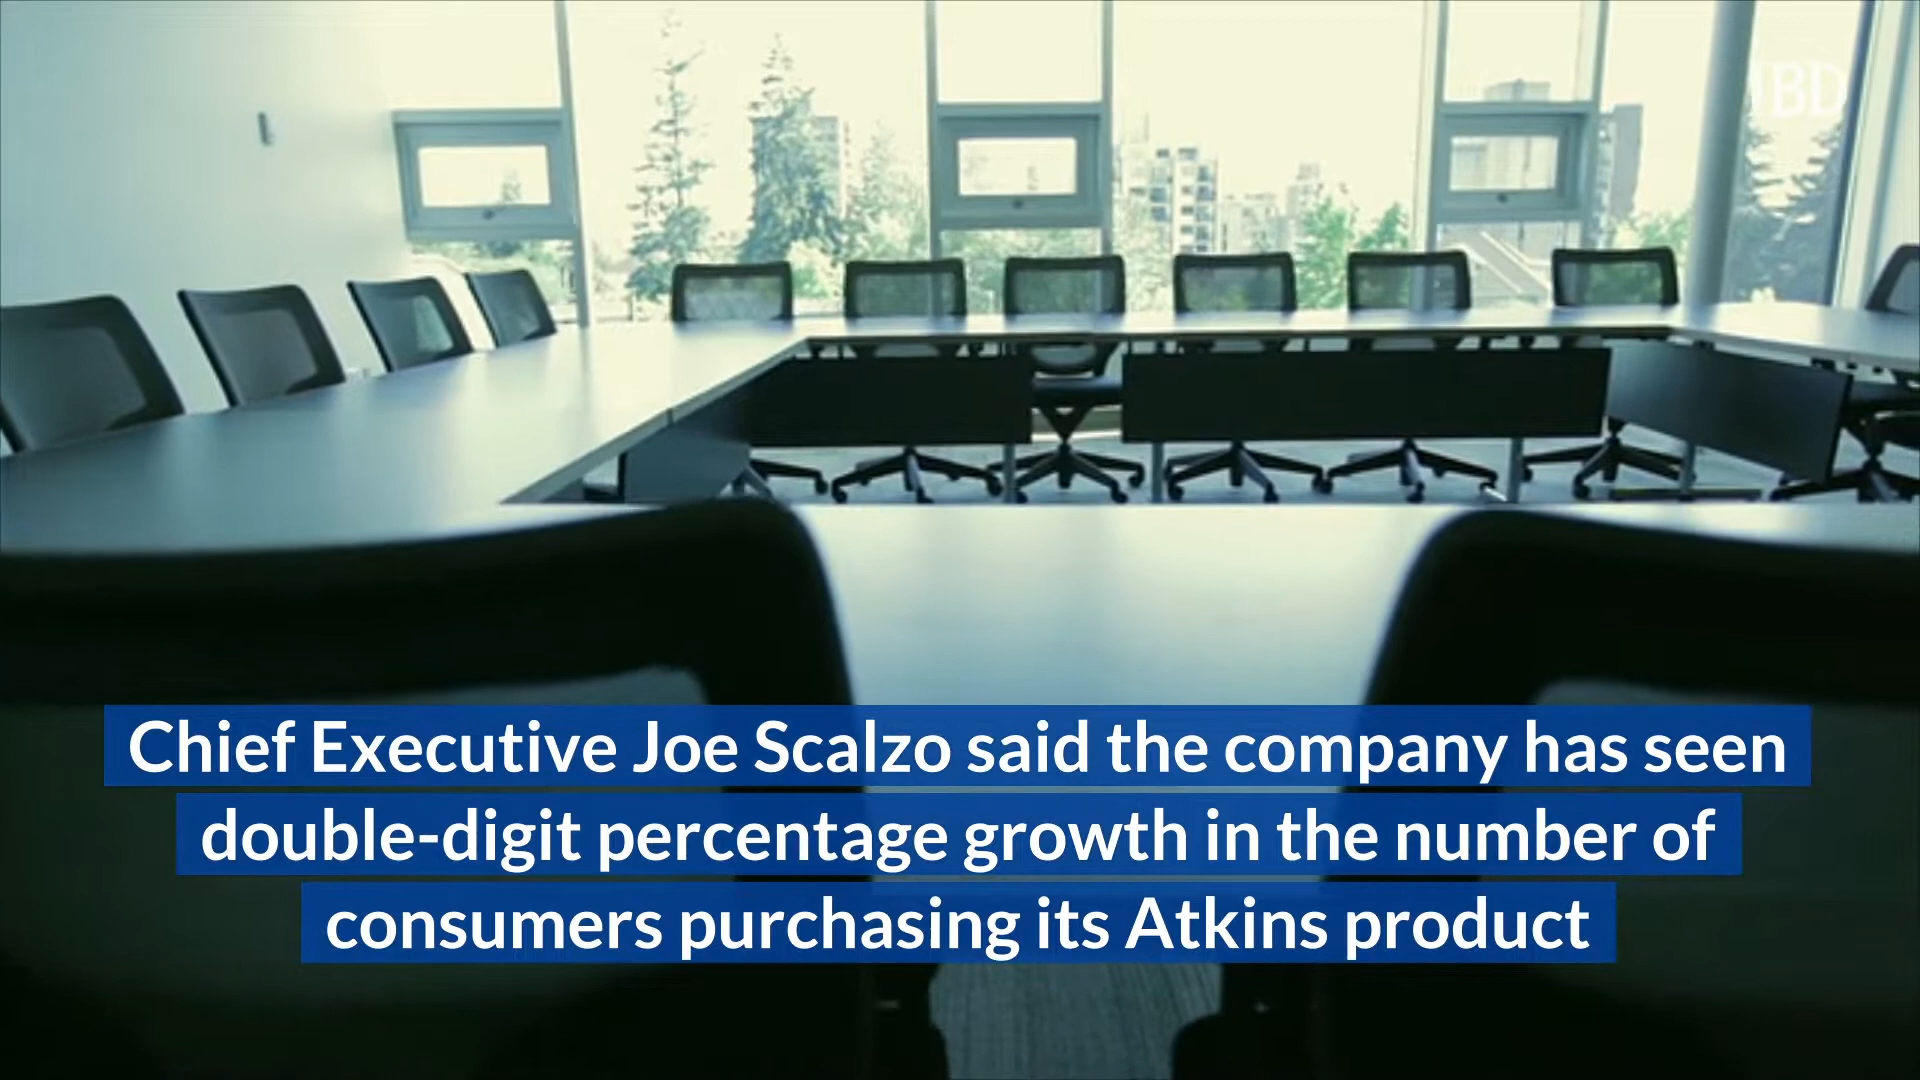 IBD
Chief Executive Joe Scalzo said the company has seen
double-digit percentage growth in the number of
consumers purchasing its Atkins product